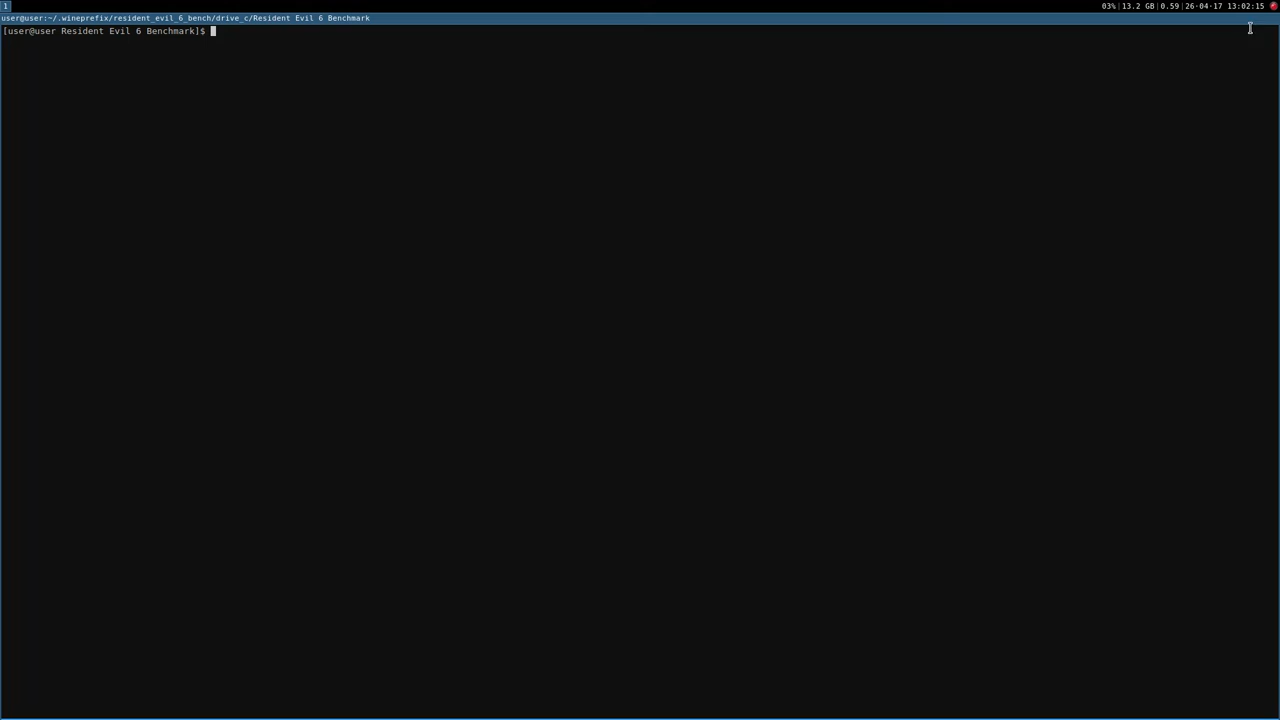 1
03%|13.2 GB|0.59|26-04-17 13:02:15
user@user:~/.wineprefix/resident_evil_6_bench/drive_c/Resident Evil 6 Benchmark
[user@user Resident Evil 6 Benchmark]$